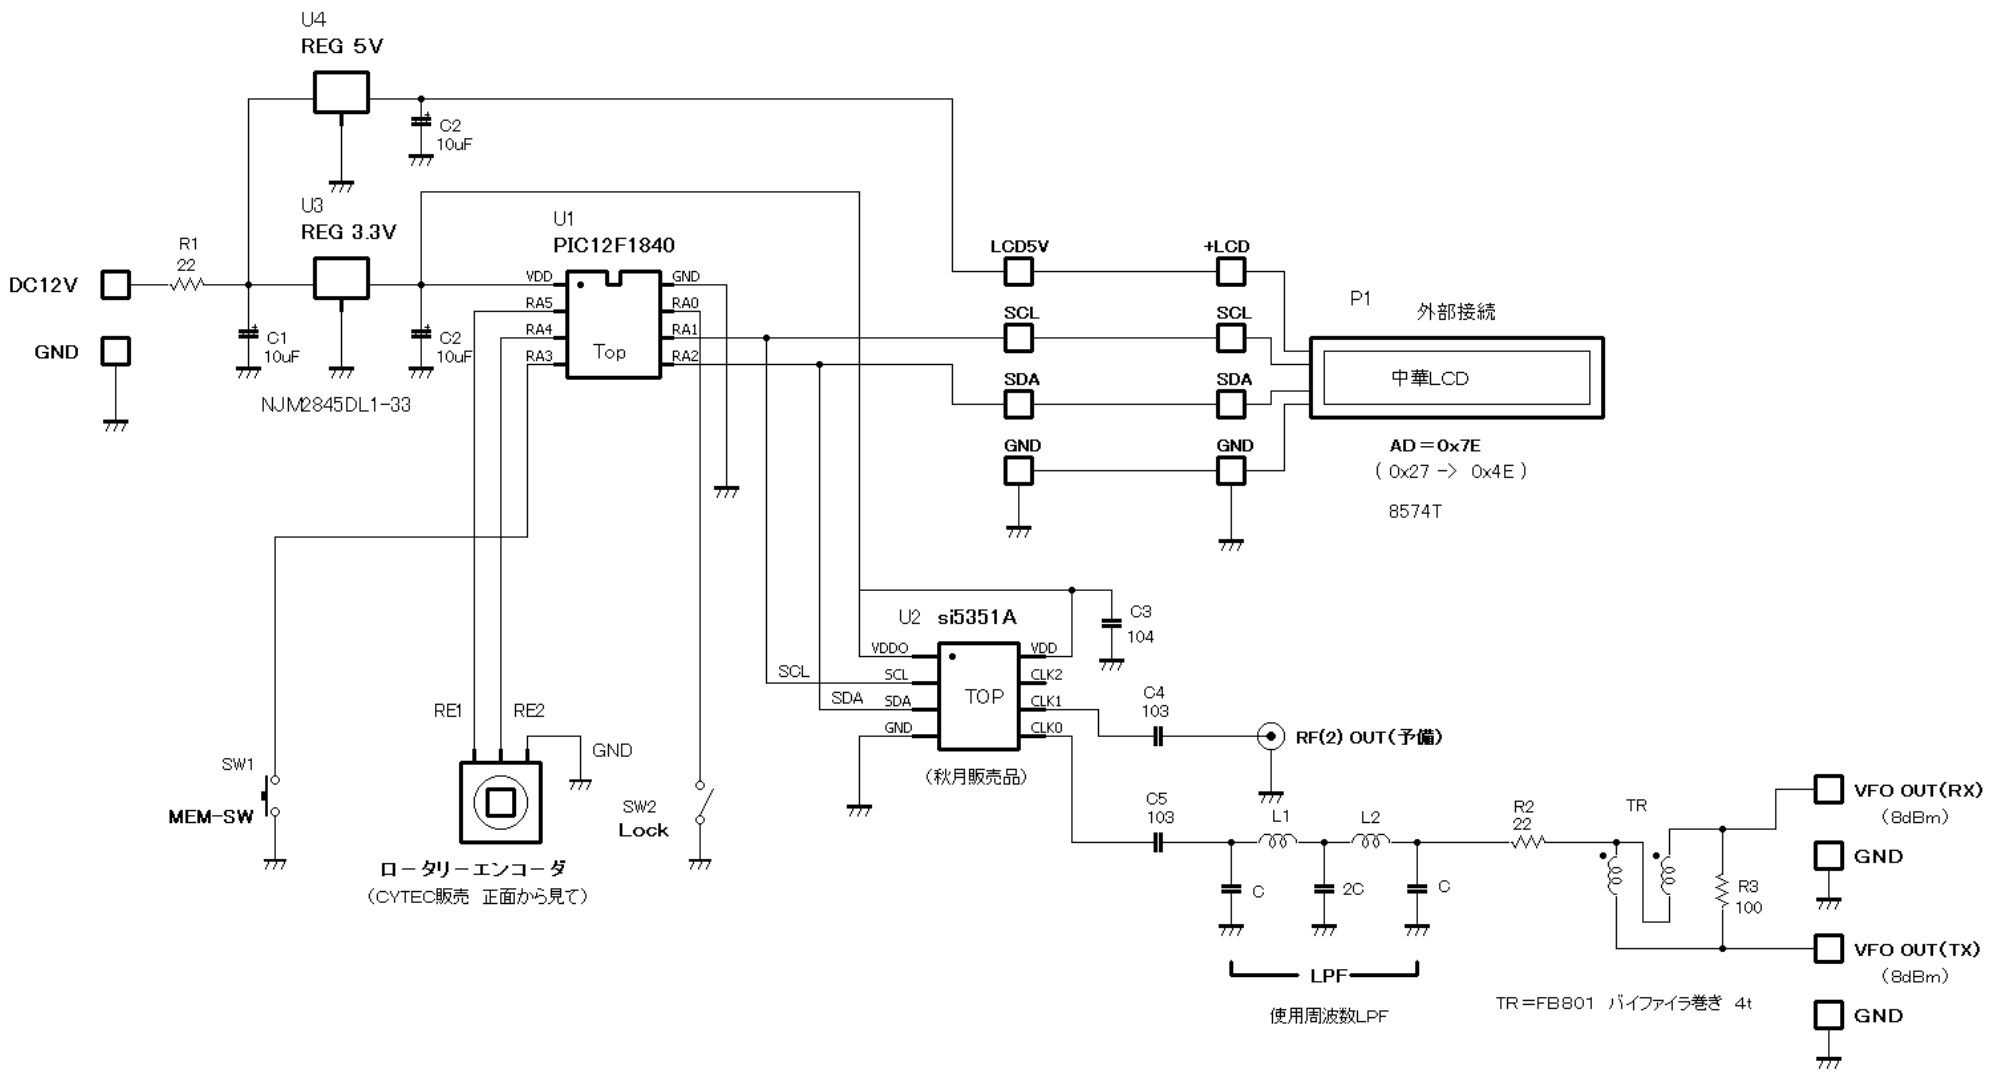 U4
REG 5V
C2
10uF
U3
REG 3.3V
U1
PIC12F1840
R1
22
DC12V
GND
C1
10uF
C2
10uF
NJM2845DL1-33
VDD
RA5
RA4
RA3
Top
GND
RA0
RA1
RA2
LCD5V
SCL
SDA
GND
+LCD
SCL
SDA
GND
P1
外部接続
中華LCD
AD=0x7E
( 0x27 -> 0x4E )
8574T
U2 si5351A
C3
104
VDDO
SCL
SDA
GND
TOP
VDD
CLK2
CLK1
CLK0
SCL
SDA
(秋月販売品)
C4
103
RF(2) OUT(予備)
RE1
RE2
GND
SW1
MEM-SW
ロータリーエンコーダ
(CYTEC販売 正面から見て)
SW2
Lock
C5
103
L1
L2
C
2C
C
LPF
使用周波数LPF
R2
22
TR
R3
100
TR=FB801 バイファイラ巻き 4t
VFO OUT(RX)
(8dBm)
GND
VFO OUT(TX)
(8dBm)
GND